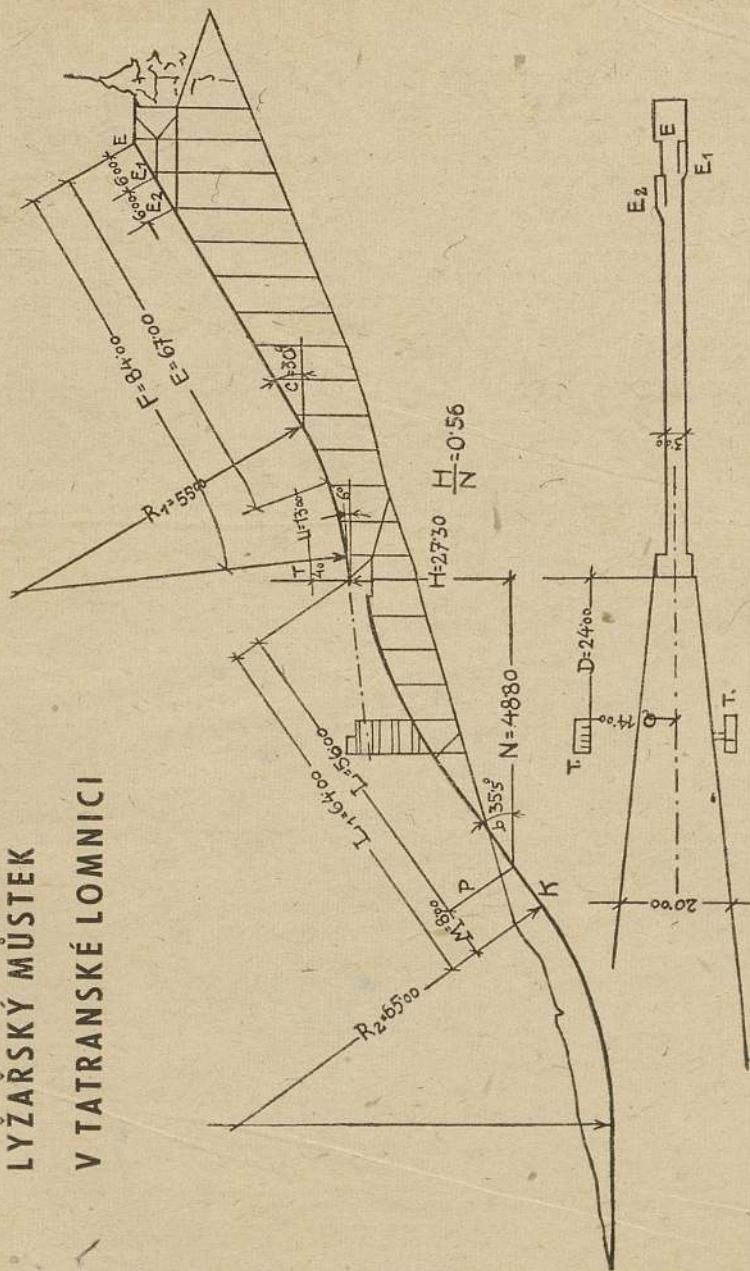 LYŽAŘSKÝ MŮSTEK
V TATRANSKÉ LOMNICI
E
E1
E2
6'00
6'00
F=84'00
E=67'00
C=30°
R1=55'00
U=13'00
6°
T
H=27'30
H/N=0'56
N=48'80
L1=64'00
L=56'00
M=8'00
P
K
b 35'5°
R2=65'00
E2
E
E1
D=24'00
T.
14'00
T.
20'00